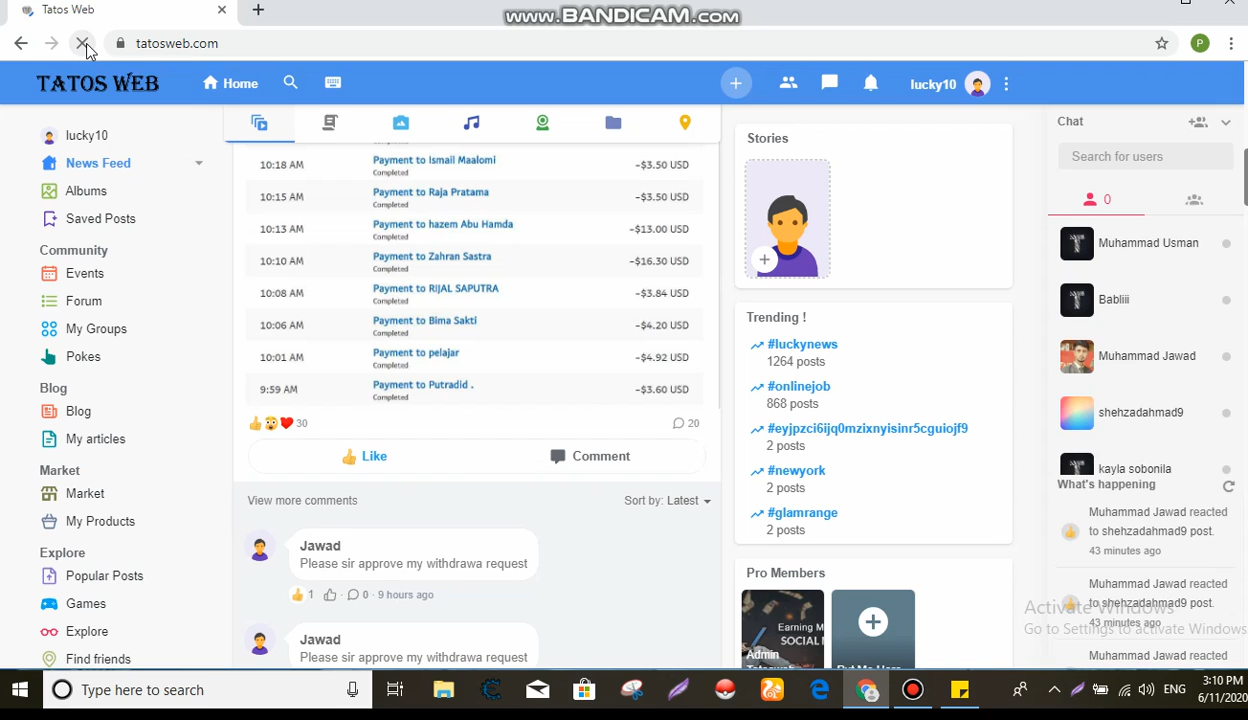 Tatos Web
www.BANDICAM.com
tatosweb.com
P
TATOS WEB
Home
lucky10
lucky10
News Feed
Albums
Saved Posts
Community
Events
Forum
My Groups
Pokes
Blog
Blog
My articles
Market
Market
My Products
Explore
Popular Posts
Games
Explore
Find friends
10:18 AM Payment to Ismail Maalomi -$3.50 USD
Completed
10:15 AM Payment to Raja Pratama -$3.50 USD
Completed
10:13 AM Payment to hazem Abu Hamda -$13.00 USD
Completed
10:10 AM Payment to Zahran Sastra -$16.30 USD
Completed
10:08 AM Payment to RIJAL SAPUTRA -$3.84 USD
Completed
10:06 AM Payment to Bima Sakti -$4.20 USD
Completed
10:01 AM Payment to pelajar -$4.92 USD
Completed
9:59 AM Payment to Putradid . -$3.60 USD
Completed
30 20
Like Comment
View more comments Sort by: Latest
Jawad
Please sir approve my withdrawa request
1 · 0 · 9 hours ago
Jawad
Please sir approve my withdrawa request
Stories
Trending !
#luckynews
1264 posts
#onlinejob
868 posts
#eyjpzci6ijq0mzixnyisinr5cguiojf9
2 posts
#newyork
2 posts
#glamrange
2 posts
Pro Members
Earning M
SOCIAL
Admin
Chat
Search for users
0
Muhammad Usman
Babliii
Muhammad Jawad
shehzadahmad9
kayla sobonila
What's happening
Muhammad Jawad reacted
to shehzadahmad9 post.
43 minutes ago
Muhammad Jawad reacted
to shehzadahmad9 post.
43 minutes ago
Muhammad Jawad reacted
Activate Windows
Go to Settings to activate Windows
Type here to search
ENG
3:10 PM
6/11/2020